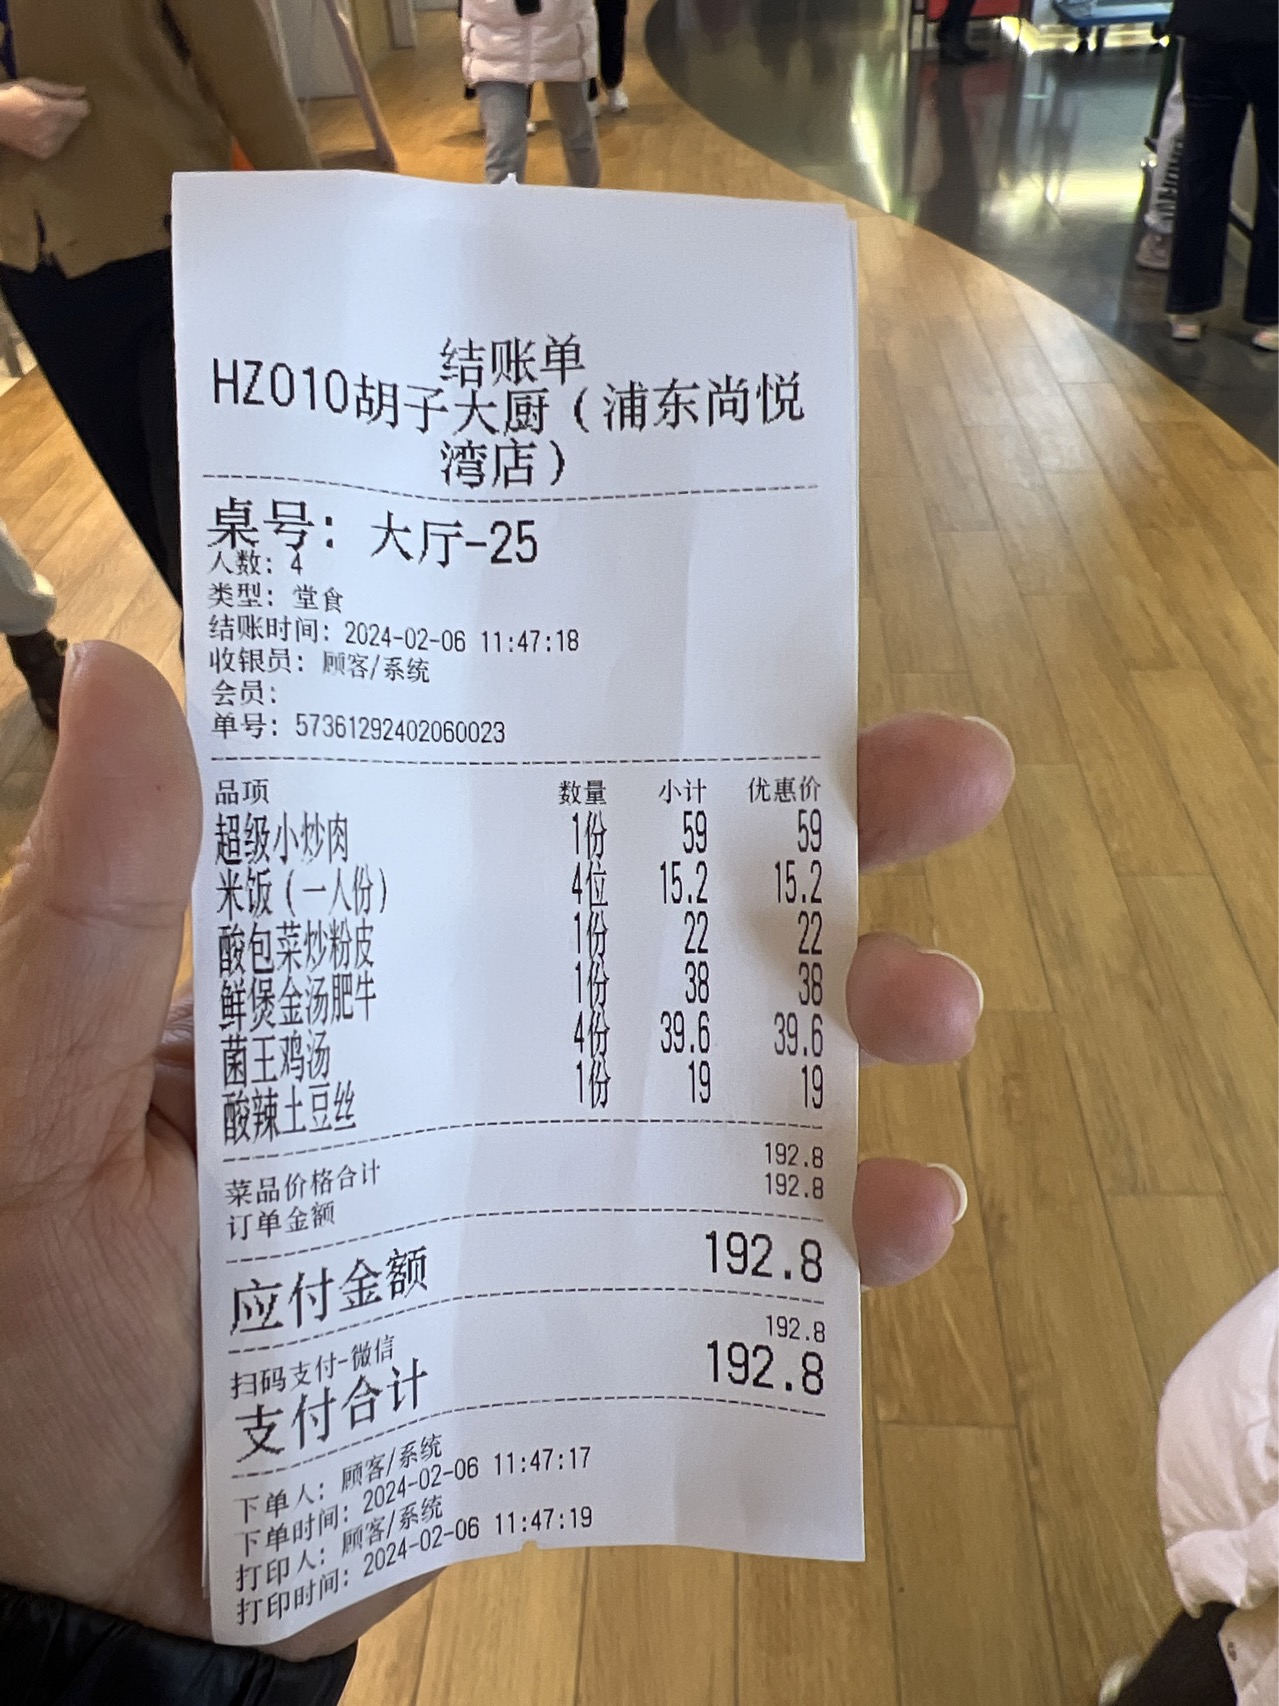 结账单
HZ010胡子大厨（浦东尚悦
湾店）
桌号：大厅-25
人数：4
类型：堂食
结账时间：2024-02-06 11:47:18
收银员：顾客/系统
会员：
单号：57361292402060023
品项 数量 小计 优惠价
超级小炒肉 1份 59 59
米饭（一人份） 4位 15.2 15.2
酸包菜炒粉皮 1份 22 22
鲜煲金汤肥牛 1份 38 38
菌王鸡汤 4份 39.6 39.6
酸辣土豆丝 1份 19 19
菜品价格合计 192.8
订单金额 192.8
应付金额 192.8
扫码支付-微信 192.8
支付合计 192.8
下单人：顾客/系统
下单时间：2024-02-06 11:47:17
打印人：顾客/系统
打印时间：2024-02-06 11:47:19